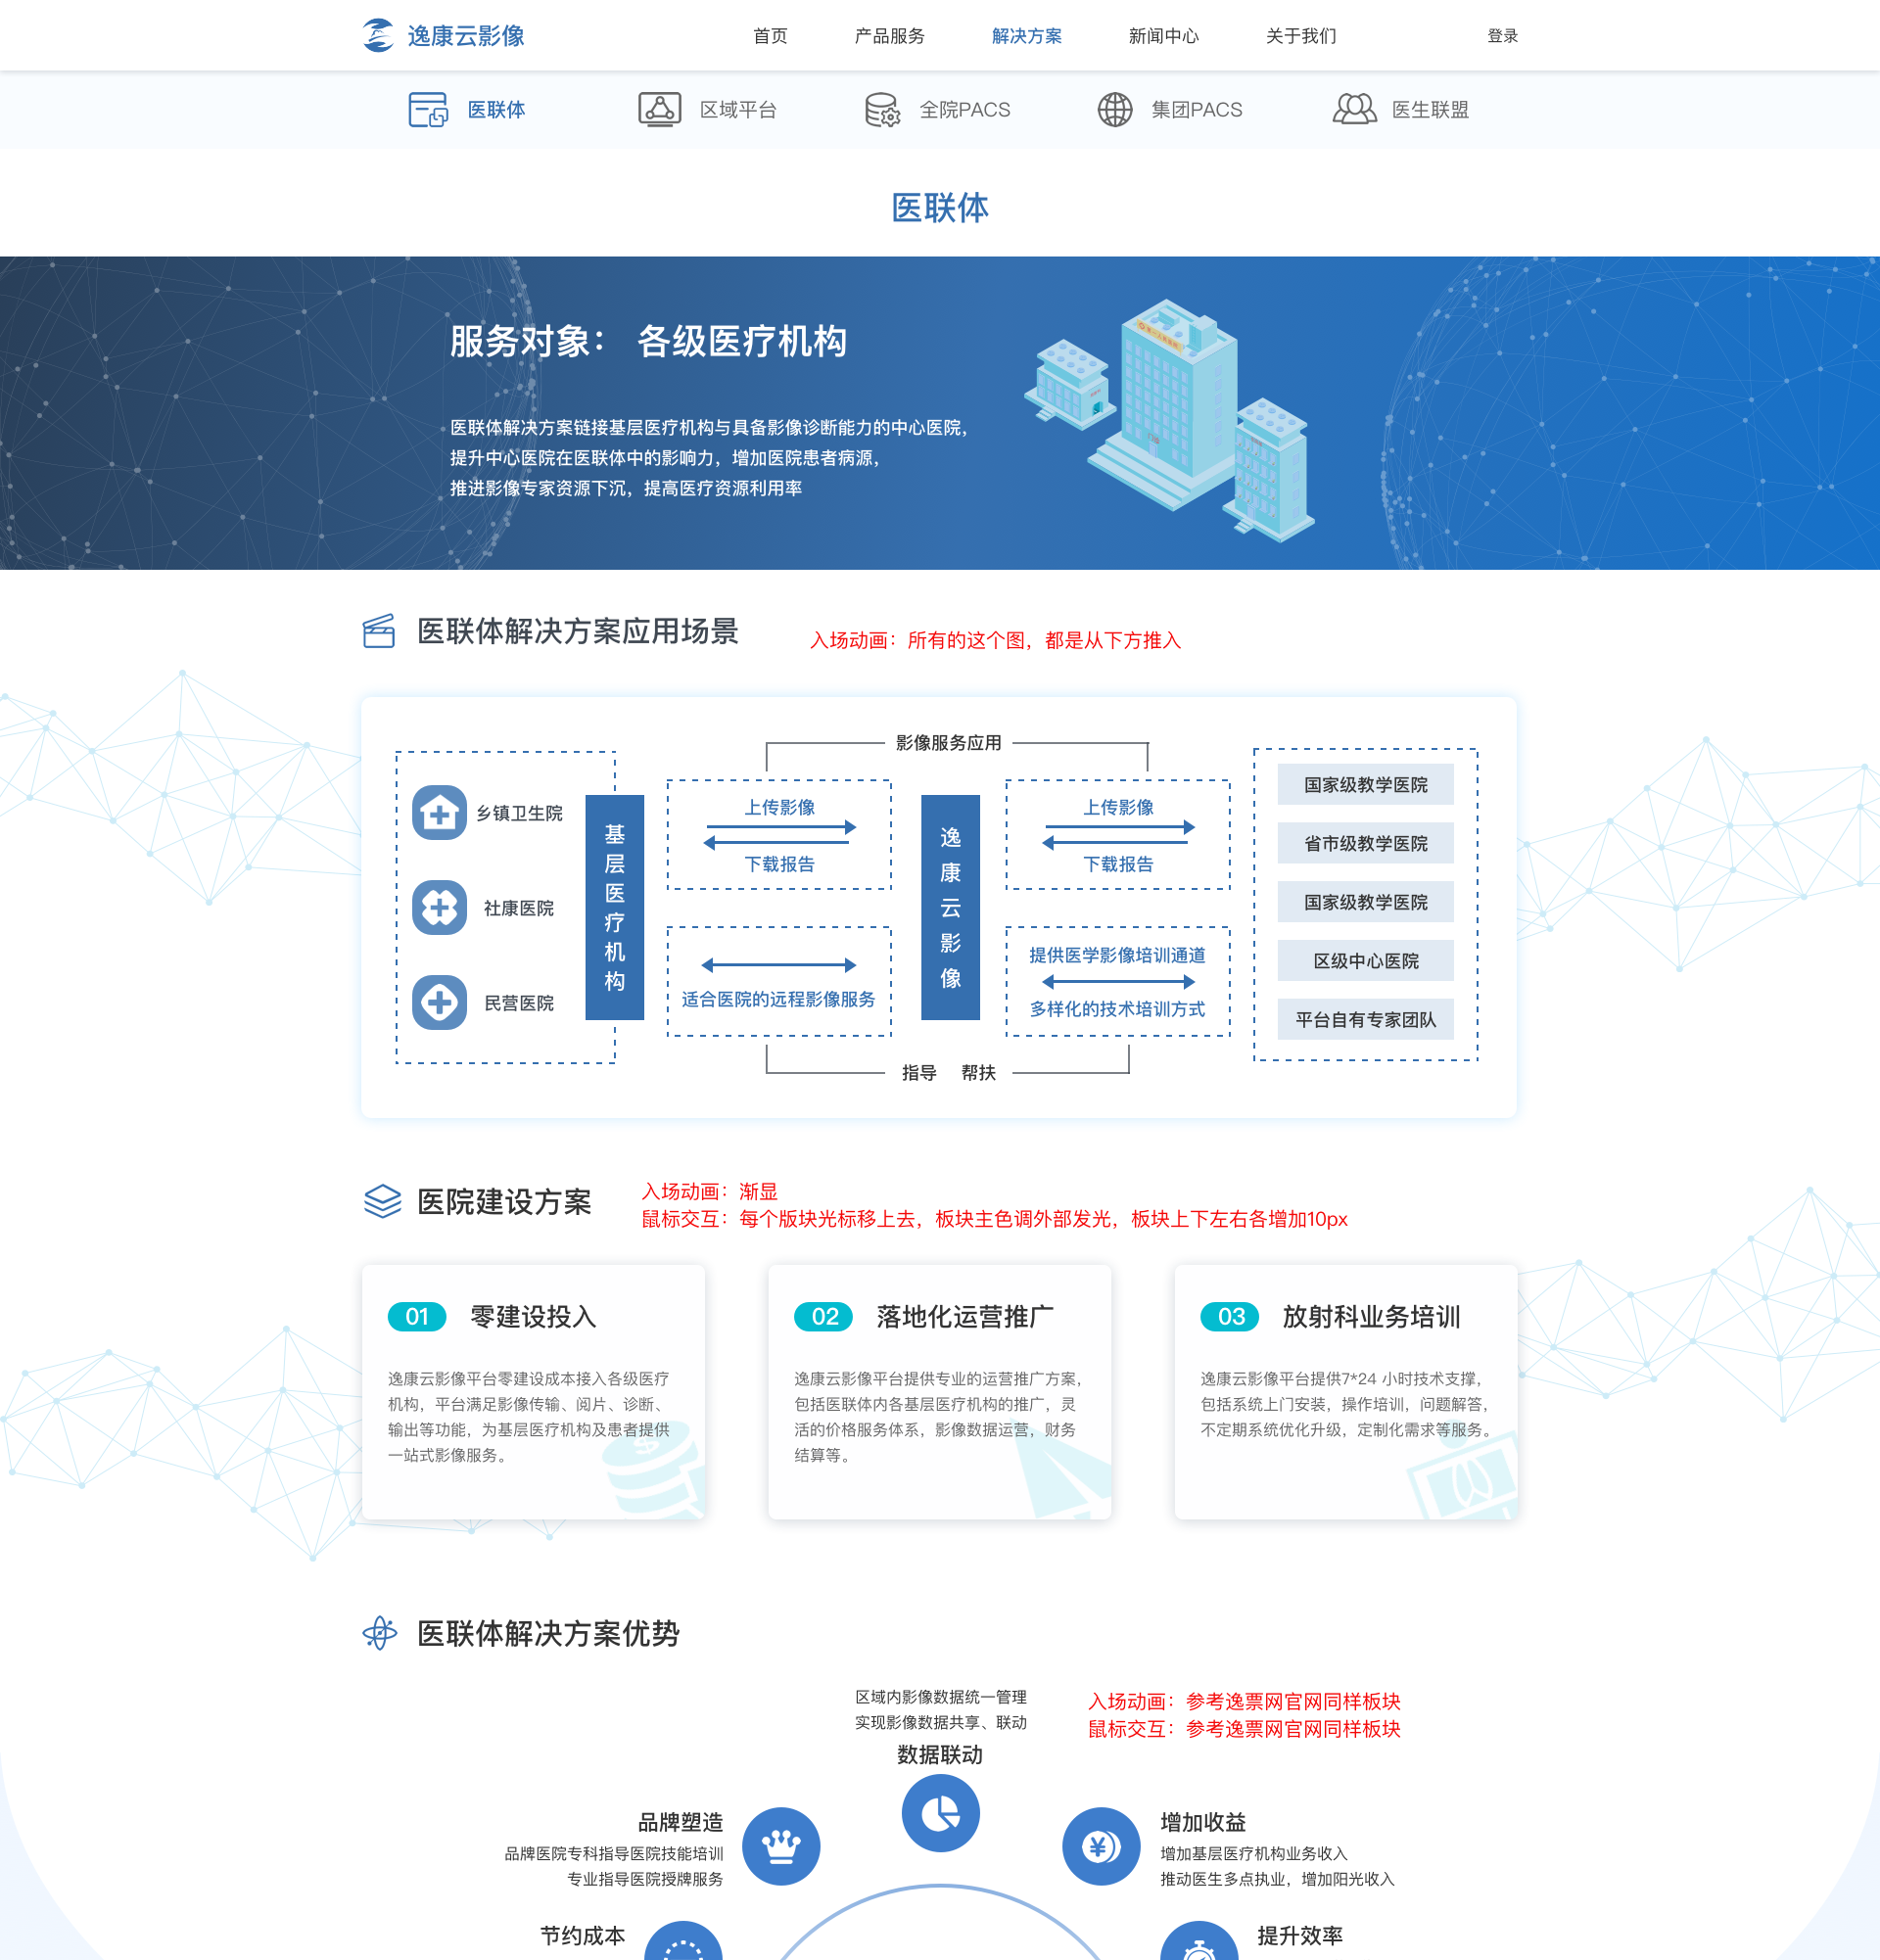 逸康云影像
首页
产品服务
解决方案
新闻中心
关于我们
登录
医联体
区域平台
全院PACS
集团PACS
医生联盟
医联体
服务对象： 各级医疗机构
医联体解决方案链接基层医疗机构与具备影像诊断能力的中心医院，
提升中心医院在医联体中的影响力，增加医院患者病源，
推进影像专家资源下沉，提高医疗资源利用率
医联体解决方案应用场景
入场动画：所有的这个图，都是从下方推入
影像服务应用
乡镇卫生院
社康医院
民营医院
基层医疗机构
上传影像
下载报告
适合医院的远程影像服务
逸康云影像
上传影像
下载报告
提供医学影像培训通道
多样化的技术培训方式
国家级教学医院
省市级教学医院
国家级教学医院
区级中心医院
平台自有专家团队
指导 帮扶
医院建设方案
入场动画：渐显
鼠标交互：每个版块光标移上去，板块主色调外部发光，板块上下左右各增加10px
01 零建设投入
逸康云影像平台零建设成本接入各级医疗
机构，平台满足影像传输、阅片、诊断、
输出等功能，为基层医疗机构及患者提供
一站式影像服务。
02 落地化运营推广
逸康云影像平台提供专业的运营推广方案，
包括医联体内各基层医疗机构的推广，灵
活的价格服务体系，影像数据运营，财务
结算等。
03 放射科业务培训
逸康云影像平台提供7*24 小时技术支撑，
包括系统上门安装，操作培训，问题解答，
不定期系统优化升级，定制化需求等服务。
医联体解决方案优势
区域内影像数据统一管理
实现影像数据共享、联动
数据联动
入场动画：参考逸票网官网同样板块
鼠标交互：参考逸票网官网同样板块
品牌塑造
品牌医院专科指导医院技能培训
专业指导医院授牌服务
增加收益
增加基层医疗机构业务收入
推动医生多点执业，增加阳光收入
节约成本
提升效率